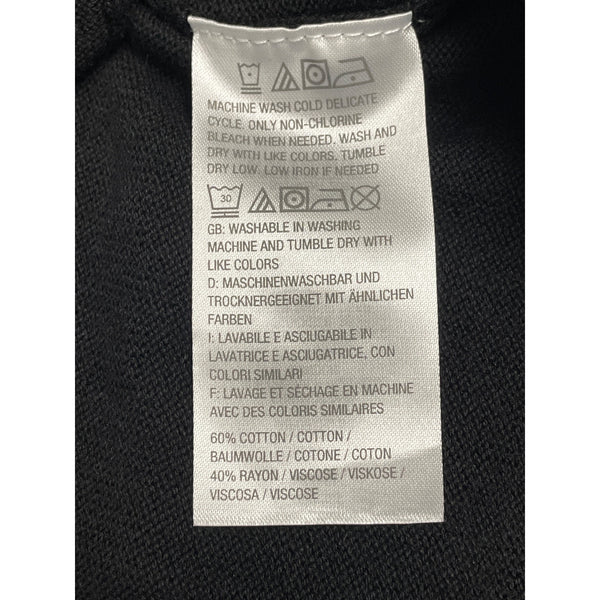 MACHINE WASH COLD DELICATE
CYCLE. ONLY NON-CHLORINE
BLEACH WHEN NEEDED. WASH AND
DRY WITH LIKE COLORS. TUMBLE
DRY LOW. LOW IRON IF NEEDED
30
GB: WASHABLE IN WASHING
MACHINE AND TUMBLE DRY WITH
LIKE COLORS
D: MASCHINENWASCHBAR UND
TROCKNERGEEIGNET MIT ÄHNLICHEN
FARBEN
I: LAVABILE E ASCIUGABILE IN
LAVATRICE E ASCIUGATRICE, CON
COLORI SIMILARI
F: LAVAGE ET SÉCHAGE EN MACHINE
AVEC DES COLORIS SIMILAIRES
60% COTTON / COTTON /
BAUMWOLLE / COTONE / COTON
40% RAYON / VISCOSE / VISKOSE /
VISCOSA / VISCOSE